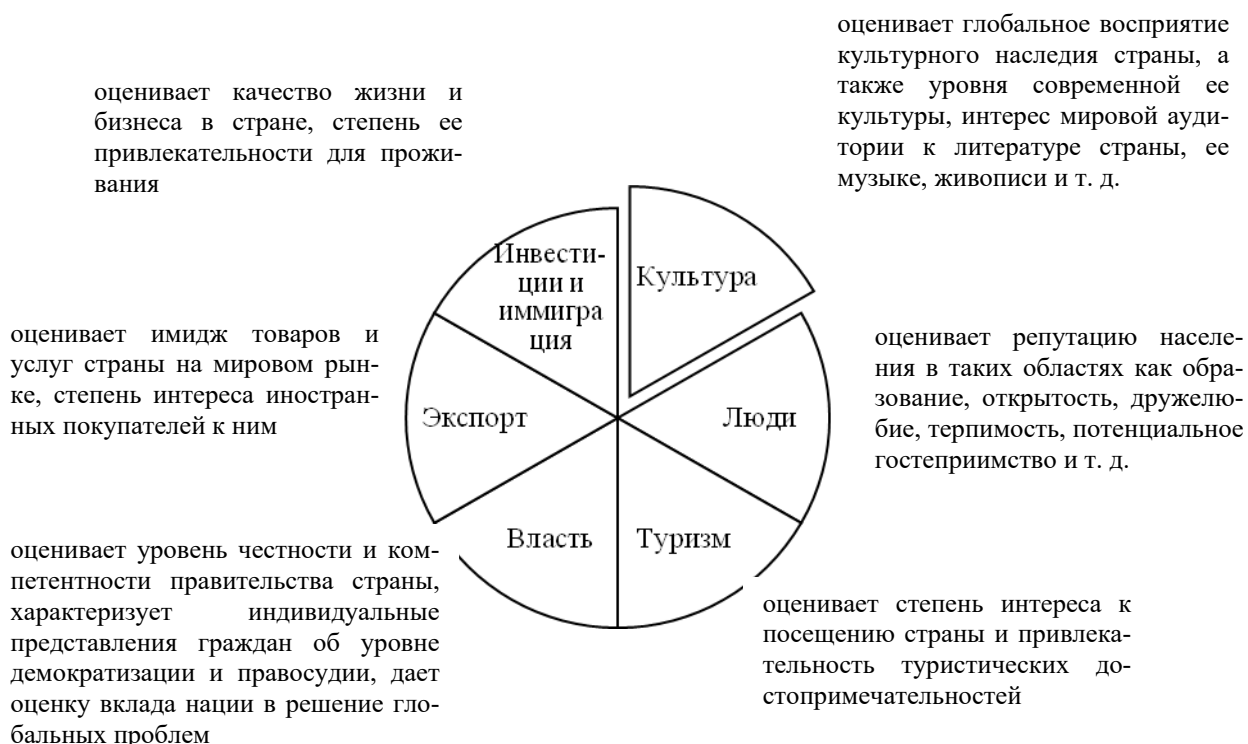 оценивает глобальное восприятие
культурного наследия страны, а
также уровня современной ее
культуры, интерес мировой ауди-
тории к литературе страны, ее
музыке, живописи и т. д.
оценивает качество жизни и
бизнеса в стране, степень ее
привлекательности для прожи-
вания
Инвести-
ции и
иммигра
ция
Культура
оценивает имидж товаров и
услуг страны на мировом рын-
ке, степень интереса иностран-
ных покупателей к ним
Экспорт
Люди
оценивает репутацию населе-
ния в таких областях как обра-
зование, открытость, дружелю-
бие, терпимость, потенциальное
гостеприимство и т. д.
Власть
Туризм
оценивает уровень честности и ком-
петентности правительства страны,
характеризует индивидуальные
представления граждан об уровне
демократизации и правосудии, дает
оценку вклада нации в решение гло-
бальных проблем
оценивает степень интереса к
посещению страны и привлека-
тельность туристических до-
стопримечательностей